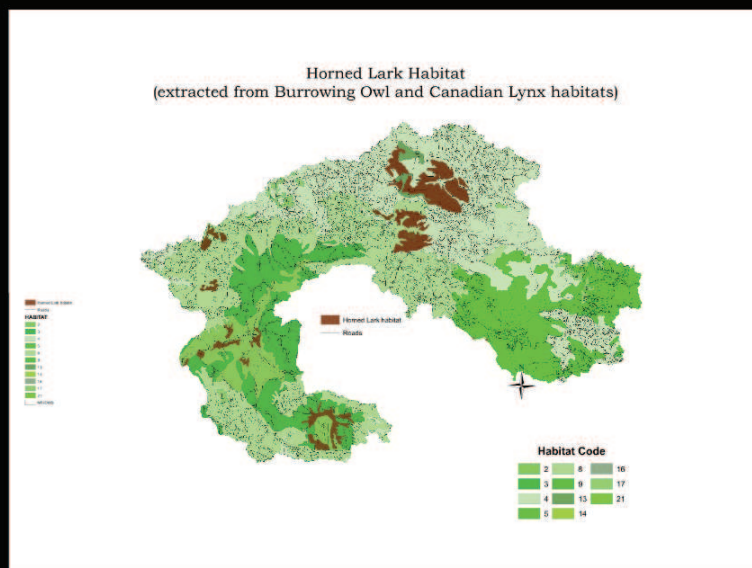 Horned Lark Habitat
(extracted from Burrowing Owl and Canadian Lynx habitats)
Horned Lark habitat
Roads
HABITAT
Habitat Code
2 8 16
3 9 17
4 13 21
5 14